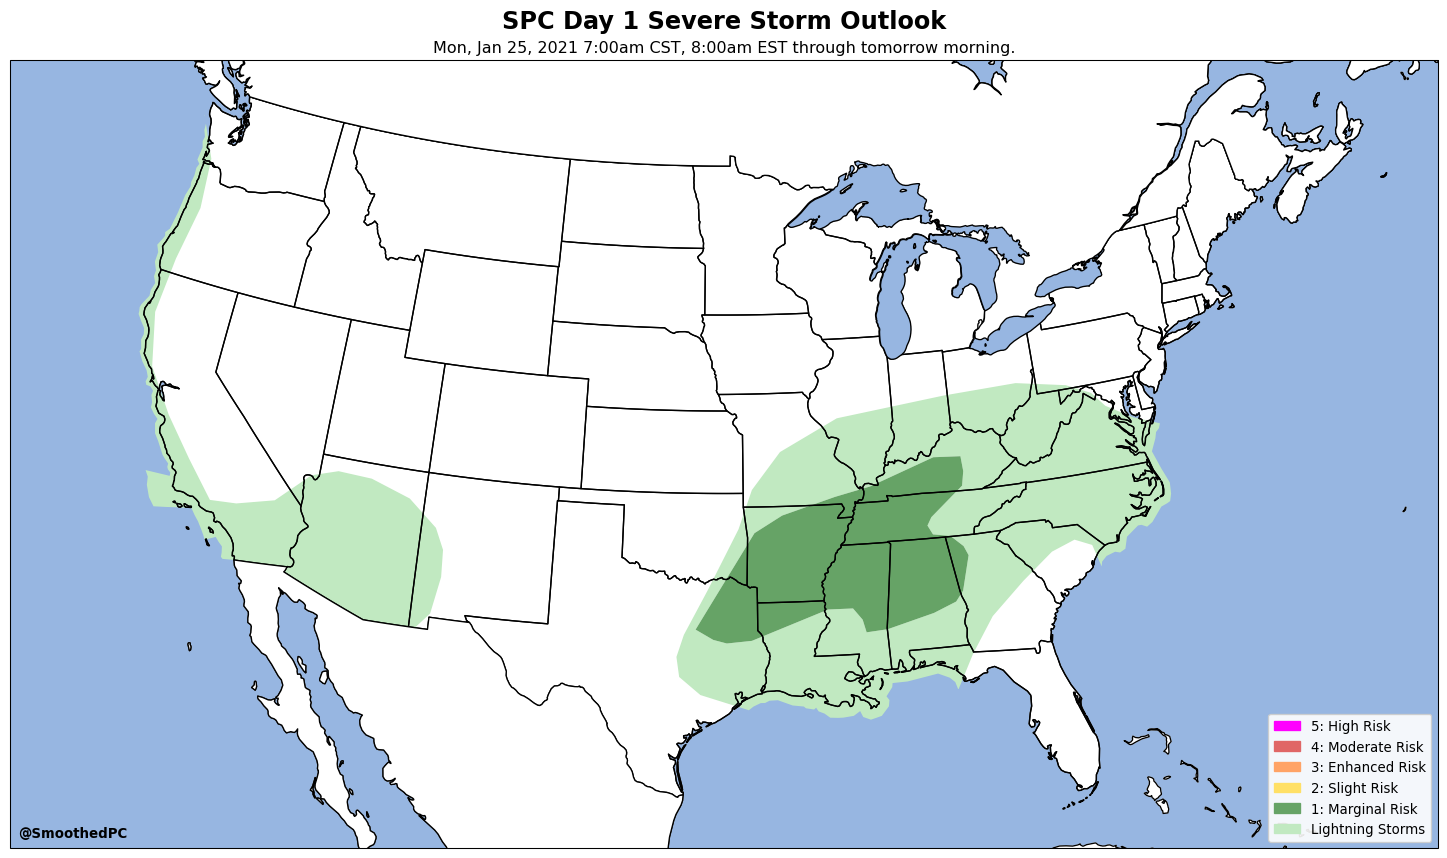 SPC Day 1 Severe Storm Outlook
Mon, Jan 25, 2021 7:00am CST, 8:00am EST through tomorrow morning.
5: High Risk
4: Moderate Risk
3: Enhanced Risk
2: Slight Risk
1: Marginal Risk
Lightning Storms
@SmoothedPC